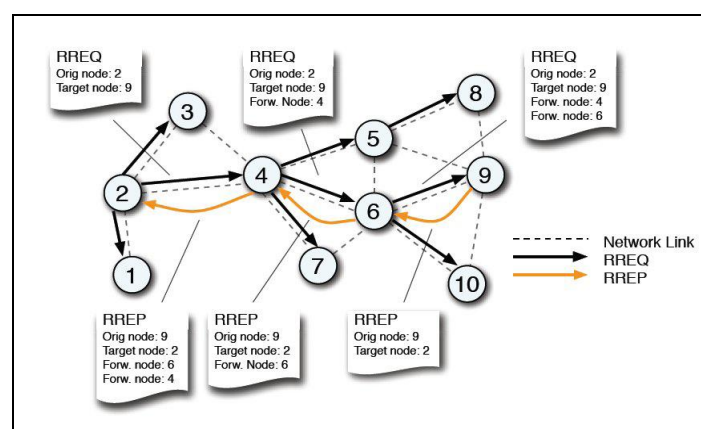 RREQ
Orig node: 2
Target node: 9
RREQ
Orig node: 2
Target node: 9
Forw. Node: 4
RREQ
Orig node: 2
Target node: 9
Forw. node: 4
Forw. node: 6
3
8
5
2
4
9
6
1
7
10
Network Link
RREQ
RREP
RREP
Orig node: 9
Target node: 2
Forw. node: 6
Forw. node: 4
RREP
Orig node: 9
Target node: 2
Forw. Node: 6
RREP
Orig node: 9
Target node: 2